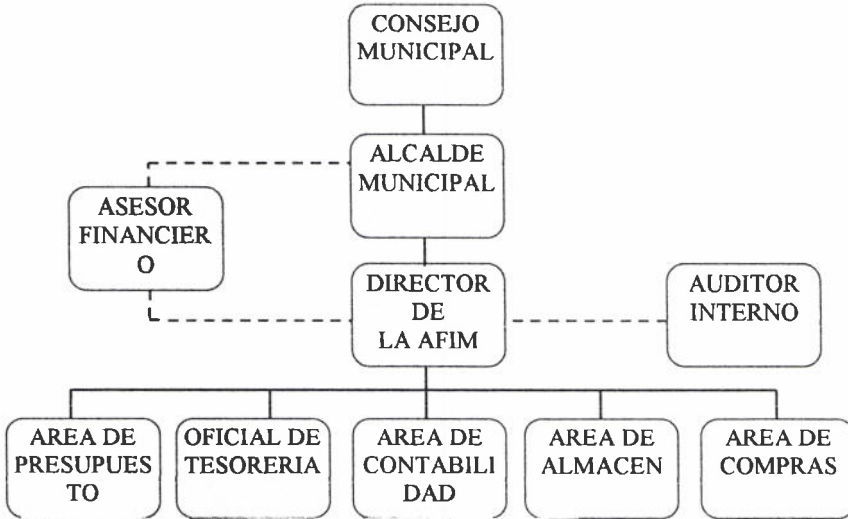 CONSEJO
MUNICIPAL
ALCALDE
MUNICIPAL
ASESOR
FINANCIER
O
DIRECTOR
DE
LA AFIM
AUDITOR
INTERNO
AREA DE
PRESUPUES
TO
OFICIAL DE
TESORERIA
AREA DE
CONTABILI
DAD
AREA DE
ALMACEN
AREA DE
COMPRAS